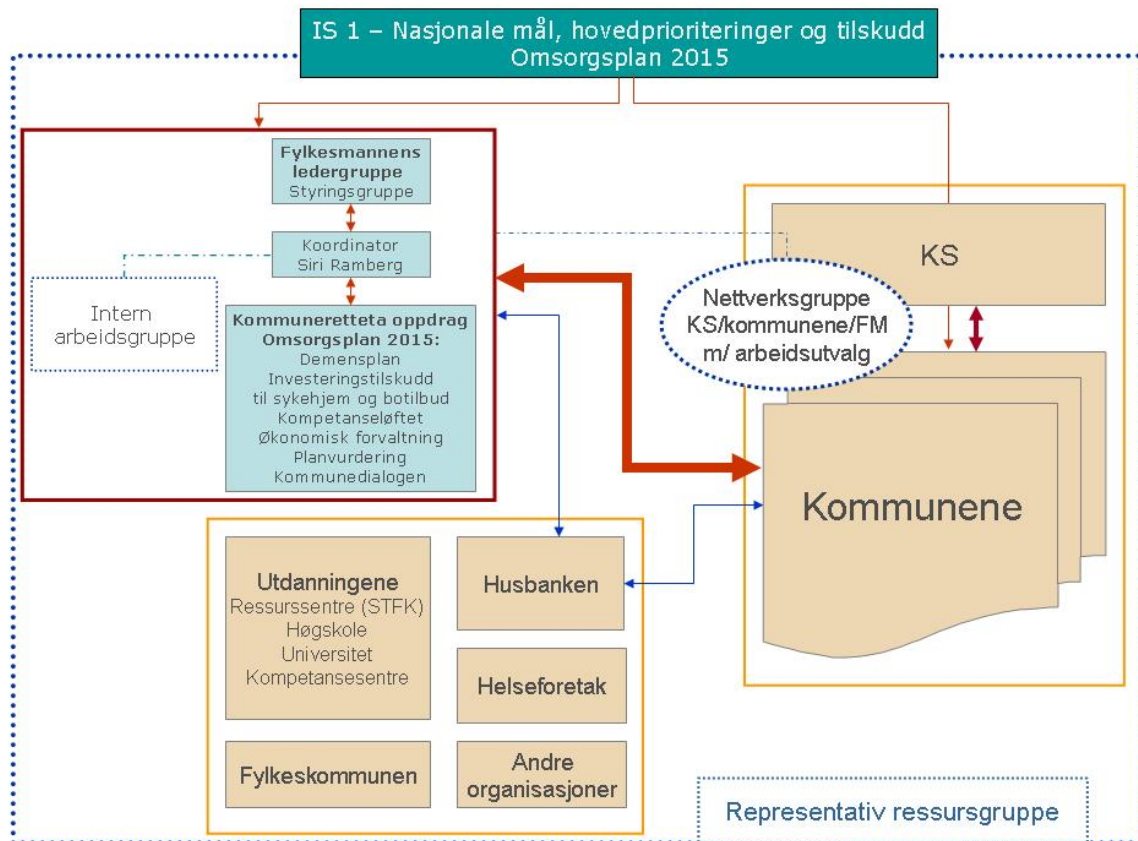 IS 1 – Nasjonale mål, hovedprioriteringer og tilskudd
Omsorgsplan 2015
Fylkesmannens
ledergruppe
Styringsgruppe
Koordinator
Siri Ramberg
Intern
arbeidsgruppe
Kommuneretteta oppdrag
Omsorgsplan 2015:
Demensplan
Investeringstilskudd
til sykehjem og botilbud
Kompetanseløftet
Økonomisk forvaltning
Planvurdering
Kommunedialogen
KS
Nettverksgruppe
KS/kommunene/FM
m/ arbeidsutvalg
Kommunene
Utdanningene
Ressurssentre (STFK)
Høgskole
Universitet
Kompetansesentre
Husbanken
Helseforetak
Fylkeskommunen
Andre
organisasjoner
Representativ ressursgruppe